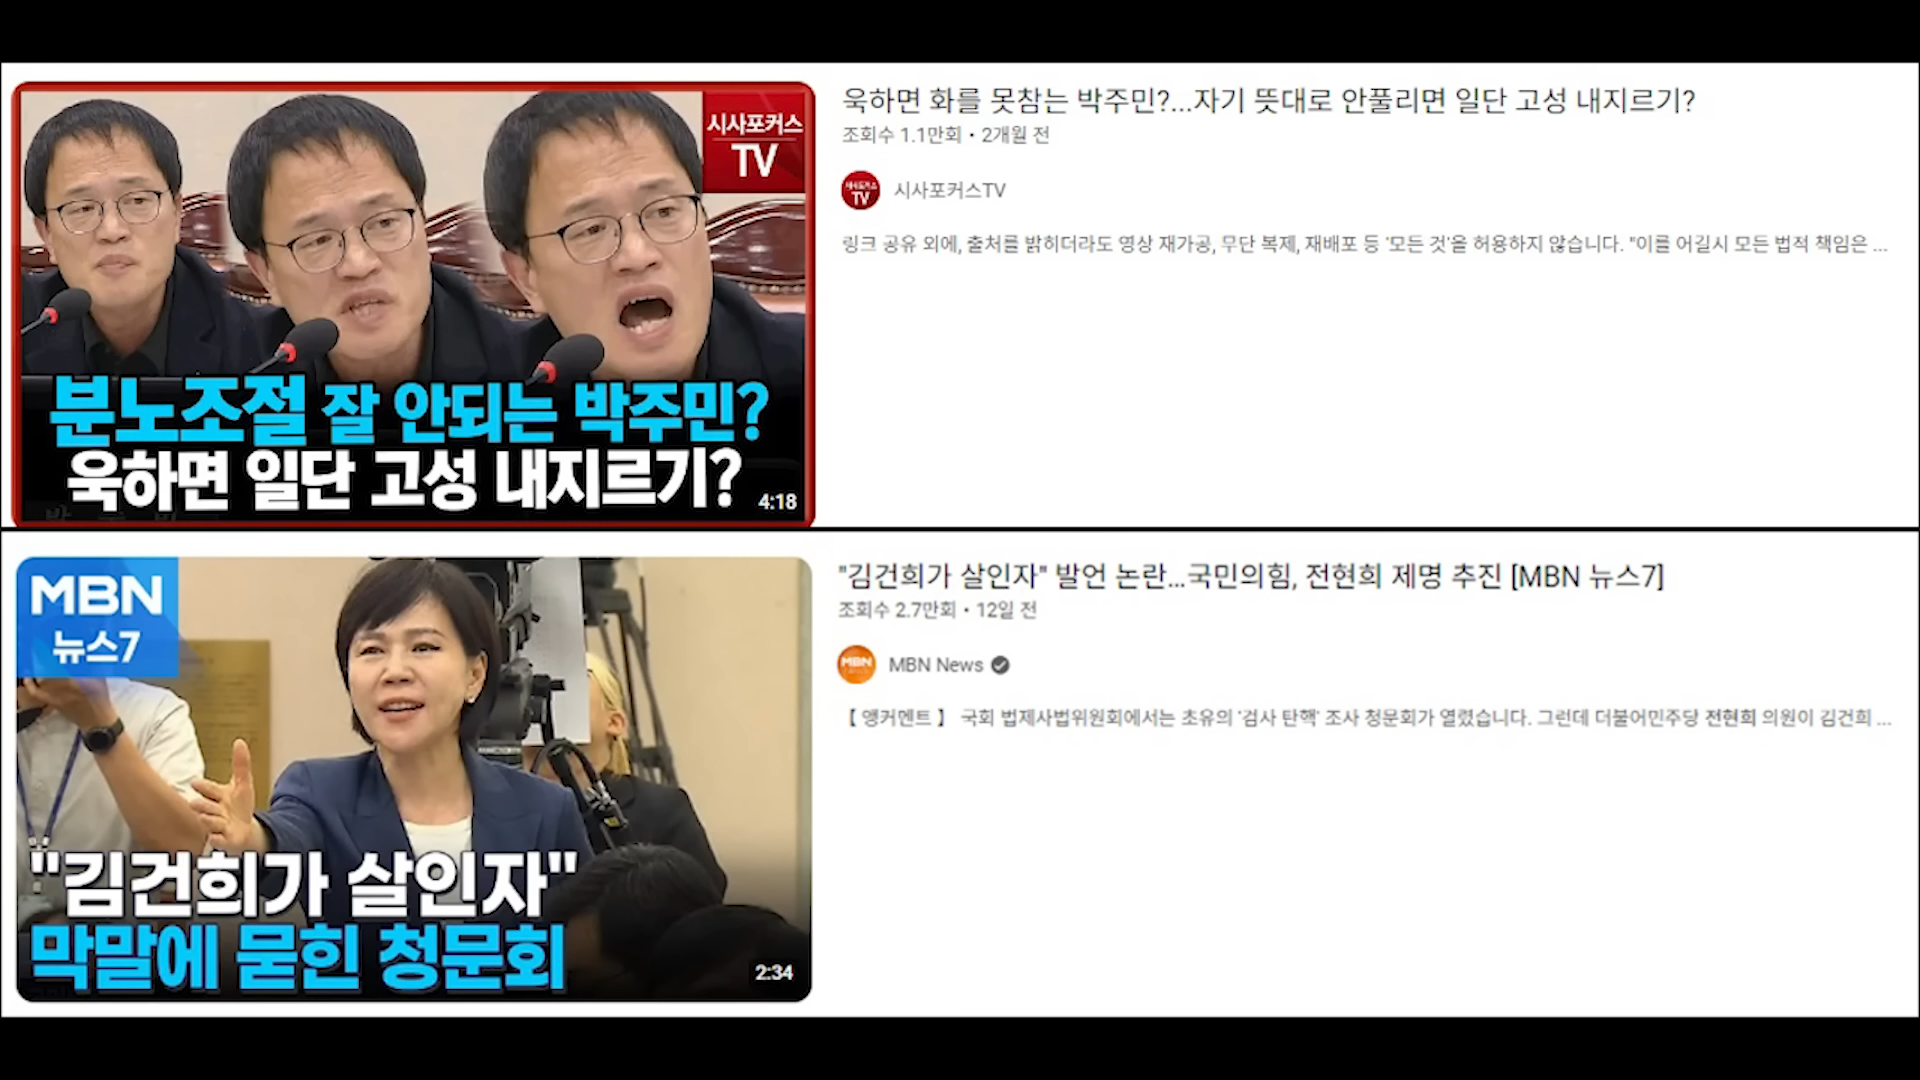 시사포커스
TV
분노조절 잘 안되는 박주민?
욱하면 일단 고성 내지르기?
4:18
욱하면 화를 못참는 박주민?...자기 뜻대로 안풀리면 일단 고성 내지르기?
조회수 1.1만회 • 2개월 전
시사포커스
TV
시사포커스TV
링크 공유 외에, 출처를 밝히더라도 영상 재가공, 무단 복제, 재배포 등 '모든 것'을 허용하지 않습니다. "이를 어길시 모든 법적 책임은 ...
MBN
뉴스7
"김건희가 살인자"
막말에 묻힌 청문회
2:34
"김건희가 살인자" 발언 논란...국민의힘, 전현희 제명 추진 [MBN 뉴스7]
조회수 2.7만회 • 12일 전
MBN
MBN News
【 앵커멘트 】 국회 법제사법위원회에서는 초유의 '검사 탄핵' 조사 청문회가 열렸습니다. 그런데 더불어민주당 전현희 의원이 김건희 ...